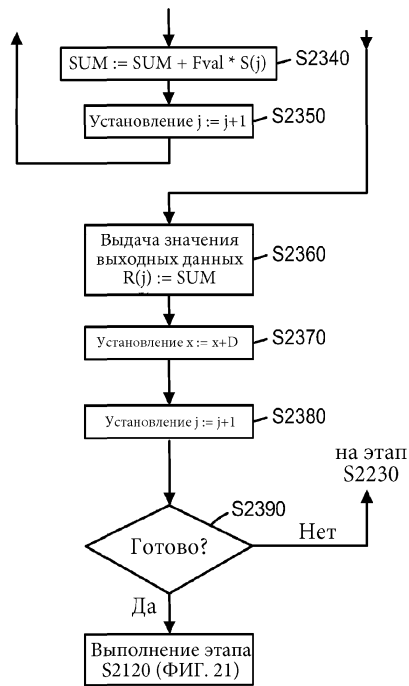 SUM := SUM + Fval * S(j)
S2340
Установление j := j+1
S2350
Выдача значения
выходных данных
R(j) := SUM
S2360
Установление x := x+D
S2370
Установление j := j+1
S2380
на этап
S2230
S2390
Готово?
Нет
Да
Выполнение этапа
S2120 (ФИГ. 21)